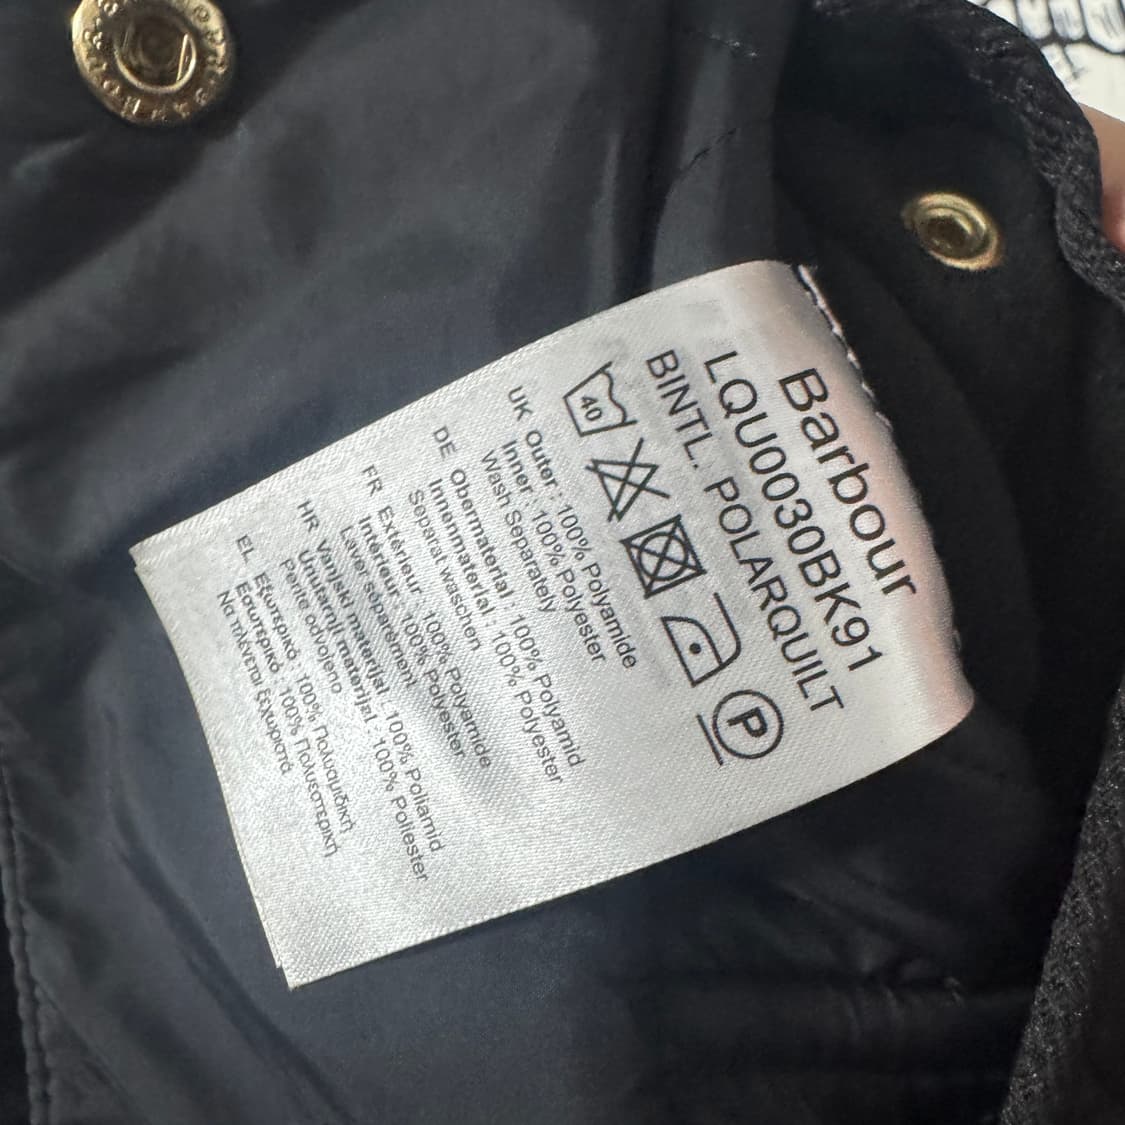 Barbour
LQU0030BK91
BINTL. POLARQUILT
40
P
UK Outer : 100% Polyamide
Inner : 100% Polyester
Wash Separately
DE Obermaterial : 100% Polyamid
Innenmaterial : 100% Polyester
Separat waschen
FR Extérieur : 100% Polyamide
Intérieur : 100% Polyester
Laver séparément
HR Vanjski materijal : 100% Poliamid
Unutarnji materijal : 100% Poliester
Perite odvojeno
EL Εξωτερικό : 100% Πολυαμιδική
Εσωτερικό : 100% Πολυεστερική
Να πλένεται ξεχωριστά